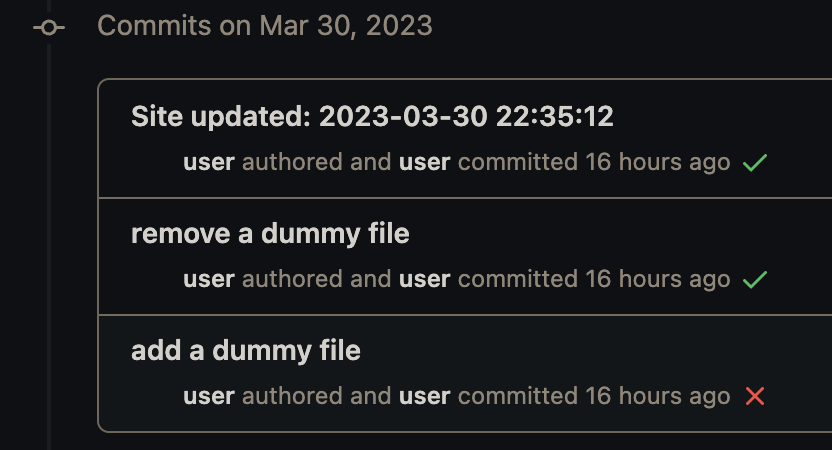 Commits on Mar 30, 2023
Site updated: 2023-03-30 22:35:12
user authored and user committed 16 hours ago
remove a dummy file
user authored and user committed 16 hours ago
add a dummy file
user authored and user committed 16 hours ago